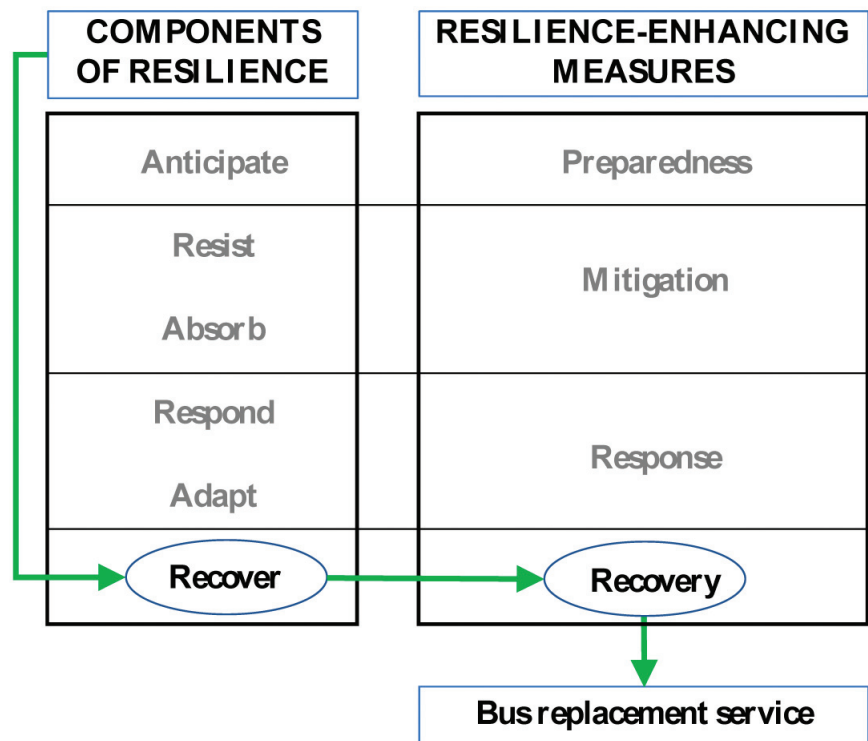 COMPONENTS
OF RESILIENCE
RESILIENCE-ENHANCING
MEASURES
Anticipate
Preparedness
Resist
Absorb
Mitigation
Respond
Adapt
Response
Recover
Recovery
Bus replacement service